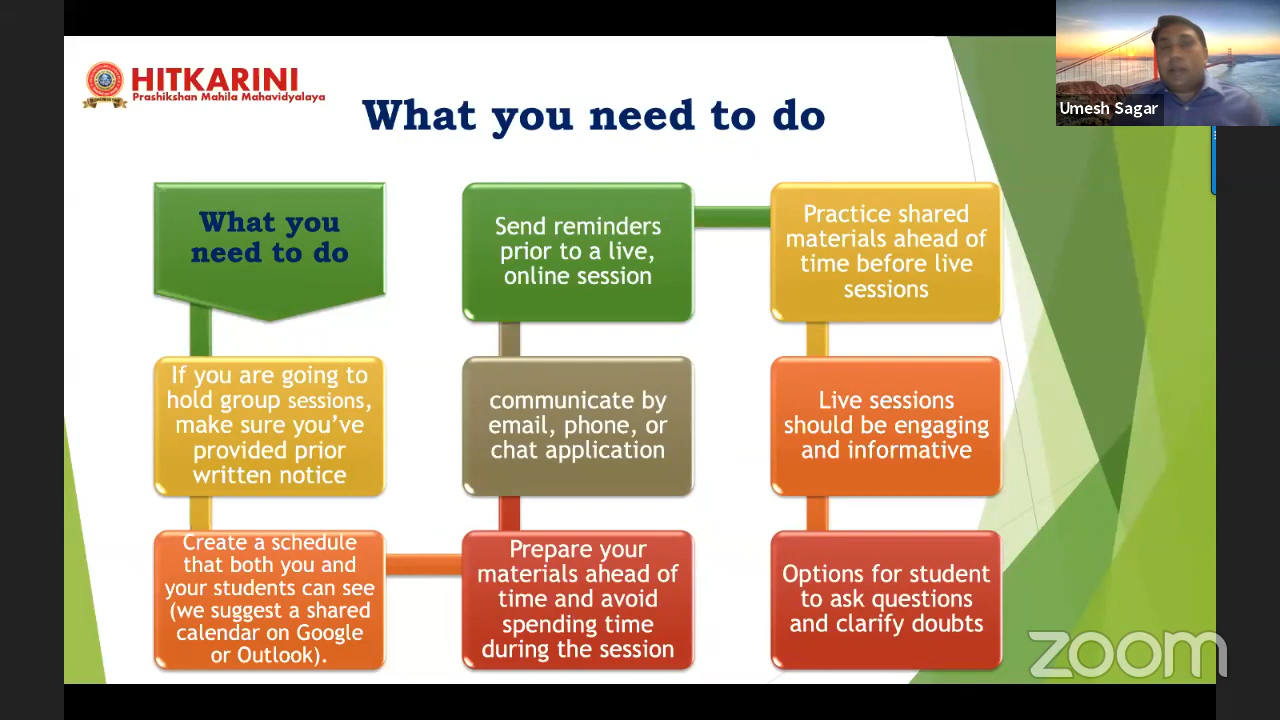 HITKARINI
Prashikshan Mahila Mahavidyalaya
What you need to do
Umesh Sagar
What you
need to do
If you are going to
hold group sessions,
make sure you’ve
provided prior
written notice
Create a schedule
that both you and
your students can see
(we suggest a shared
calendar on Google
or Outlook).
Prepare your
materials ahead of
time and avoid
spending time
during the session
communicate by
email, phone, or
chat application
Send reminders
prior to a live,
online session
Practice shared
materials ahead of
time before live
sessions
Live sessions
should be engaging
and informative
Options for student
to ask questions
and clarify doubts
zoom